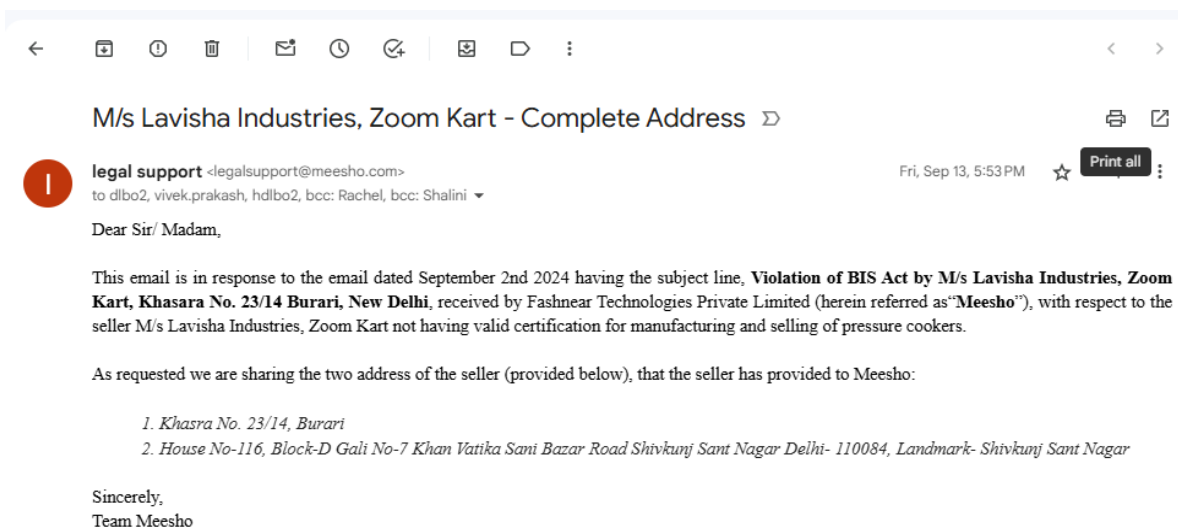 M/s Lavisha Industries, Zoom Kart - Complete Address
Print all
legal support <legalsupport@meesho.com>
Fri, Sep 13, 5:53 PM
to dlbo2, vivek.prakash, hdlbo2, bcc: Rachel, bcc: Shalini
I
Dear Sir/ Madam,
This email is in response to the email dated September 2nd 2024 having the subject line, Violation of BIS Act by M/s Lavisha Industries, Zoom
Kart, Khasara No. 23/14 Burari, New Delhi, received by Fashnear Technologies Private Limited (herein referred as“Meesho”), with respect to the
seller M/s Lavisha Industries, Zoom Kart not having valid certification for manufacturing and selling of pressure cookers.
As requested we are sharing the two address of the seller (provided below), that the seller has provided to Meesho:
1. Khasra No. 23/14, Burari
2. House No-116, Block-D Gali No-7 Khan Vatika Sani Bazar Road Shivkunj Sant Nagar Delhi- 110084, Landmark- Shivkunj Sant Nagar
Sincerely,
Team Meesho